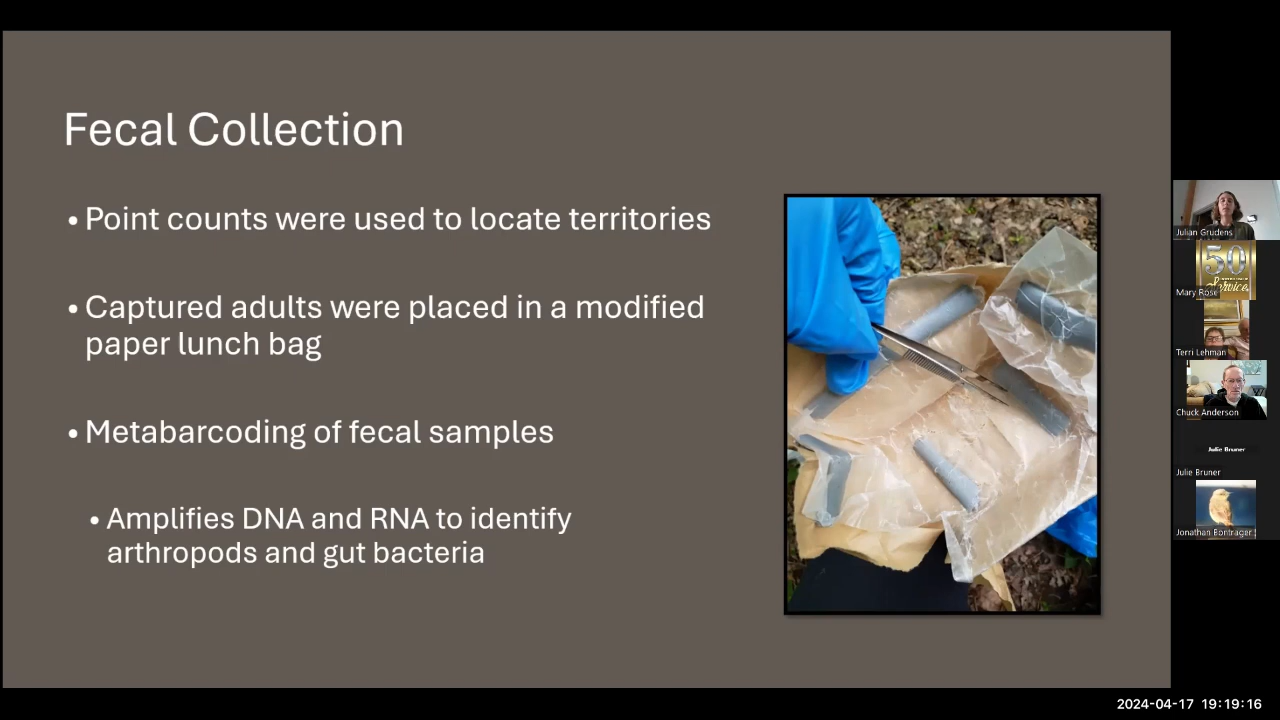 Fecal Collection
• Point counts were used to locate territories
• Captured adults were placed in a modified
paper lunch bag
• Metabarcoding of fecal samples
• Amplifies DNA and RNA to identify
arthropods and gut bacteria
Julian Grudens
50
Service
Mary Rose
Terri Lehman
Chuck Anderson
Julie Bruner
Julie Bruner
Jonathan Bontrager
2024-04-17 19:19:16